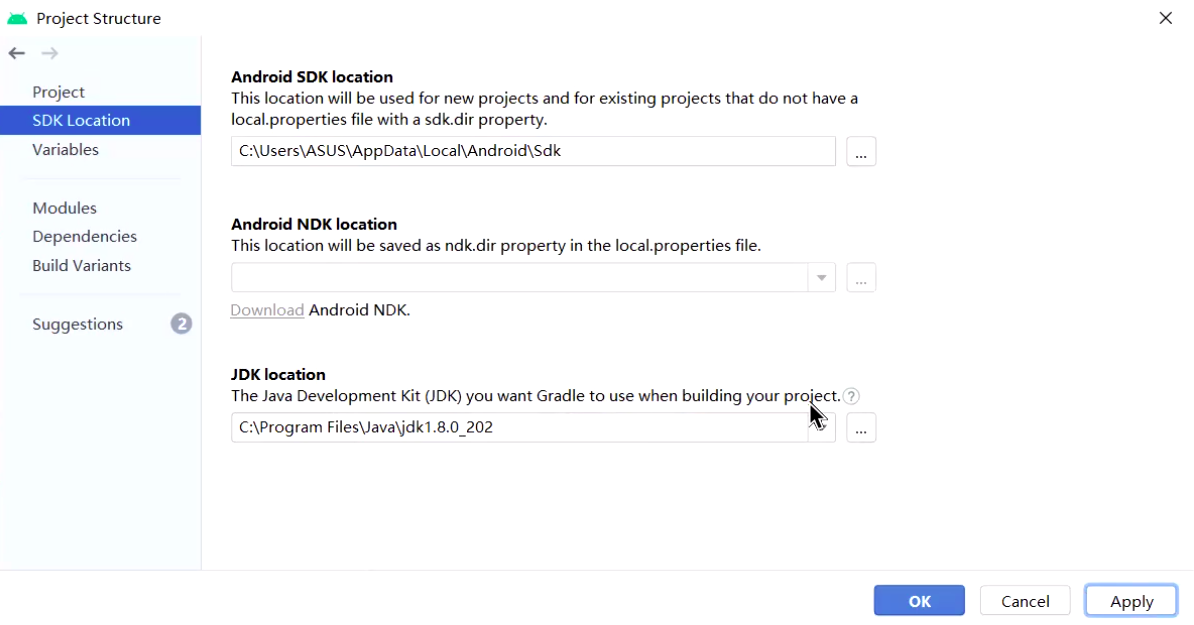 Project Structure
Project
SDK Location
Variables
Modules
Dependencies
Build Variants
Suggestions 2
Android SDK location
This location will be used for new projects and for existing projects that do not have a
local.properties file with a sdk.dir property.
C:\Users\ASUS\AppData\Local\Android\Sdk
...
Android NDK location
This location will be saved as ndk.dir property in the local.properties file.
...
Download Android NDK.
JDK location
The Java Development Kit (JDK) you want Gradle to use when building your project. ?
C:\Program Files\Java\jdk1.8.0_202
...
OK Cancel Apply